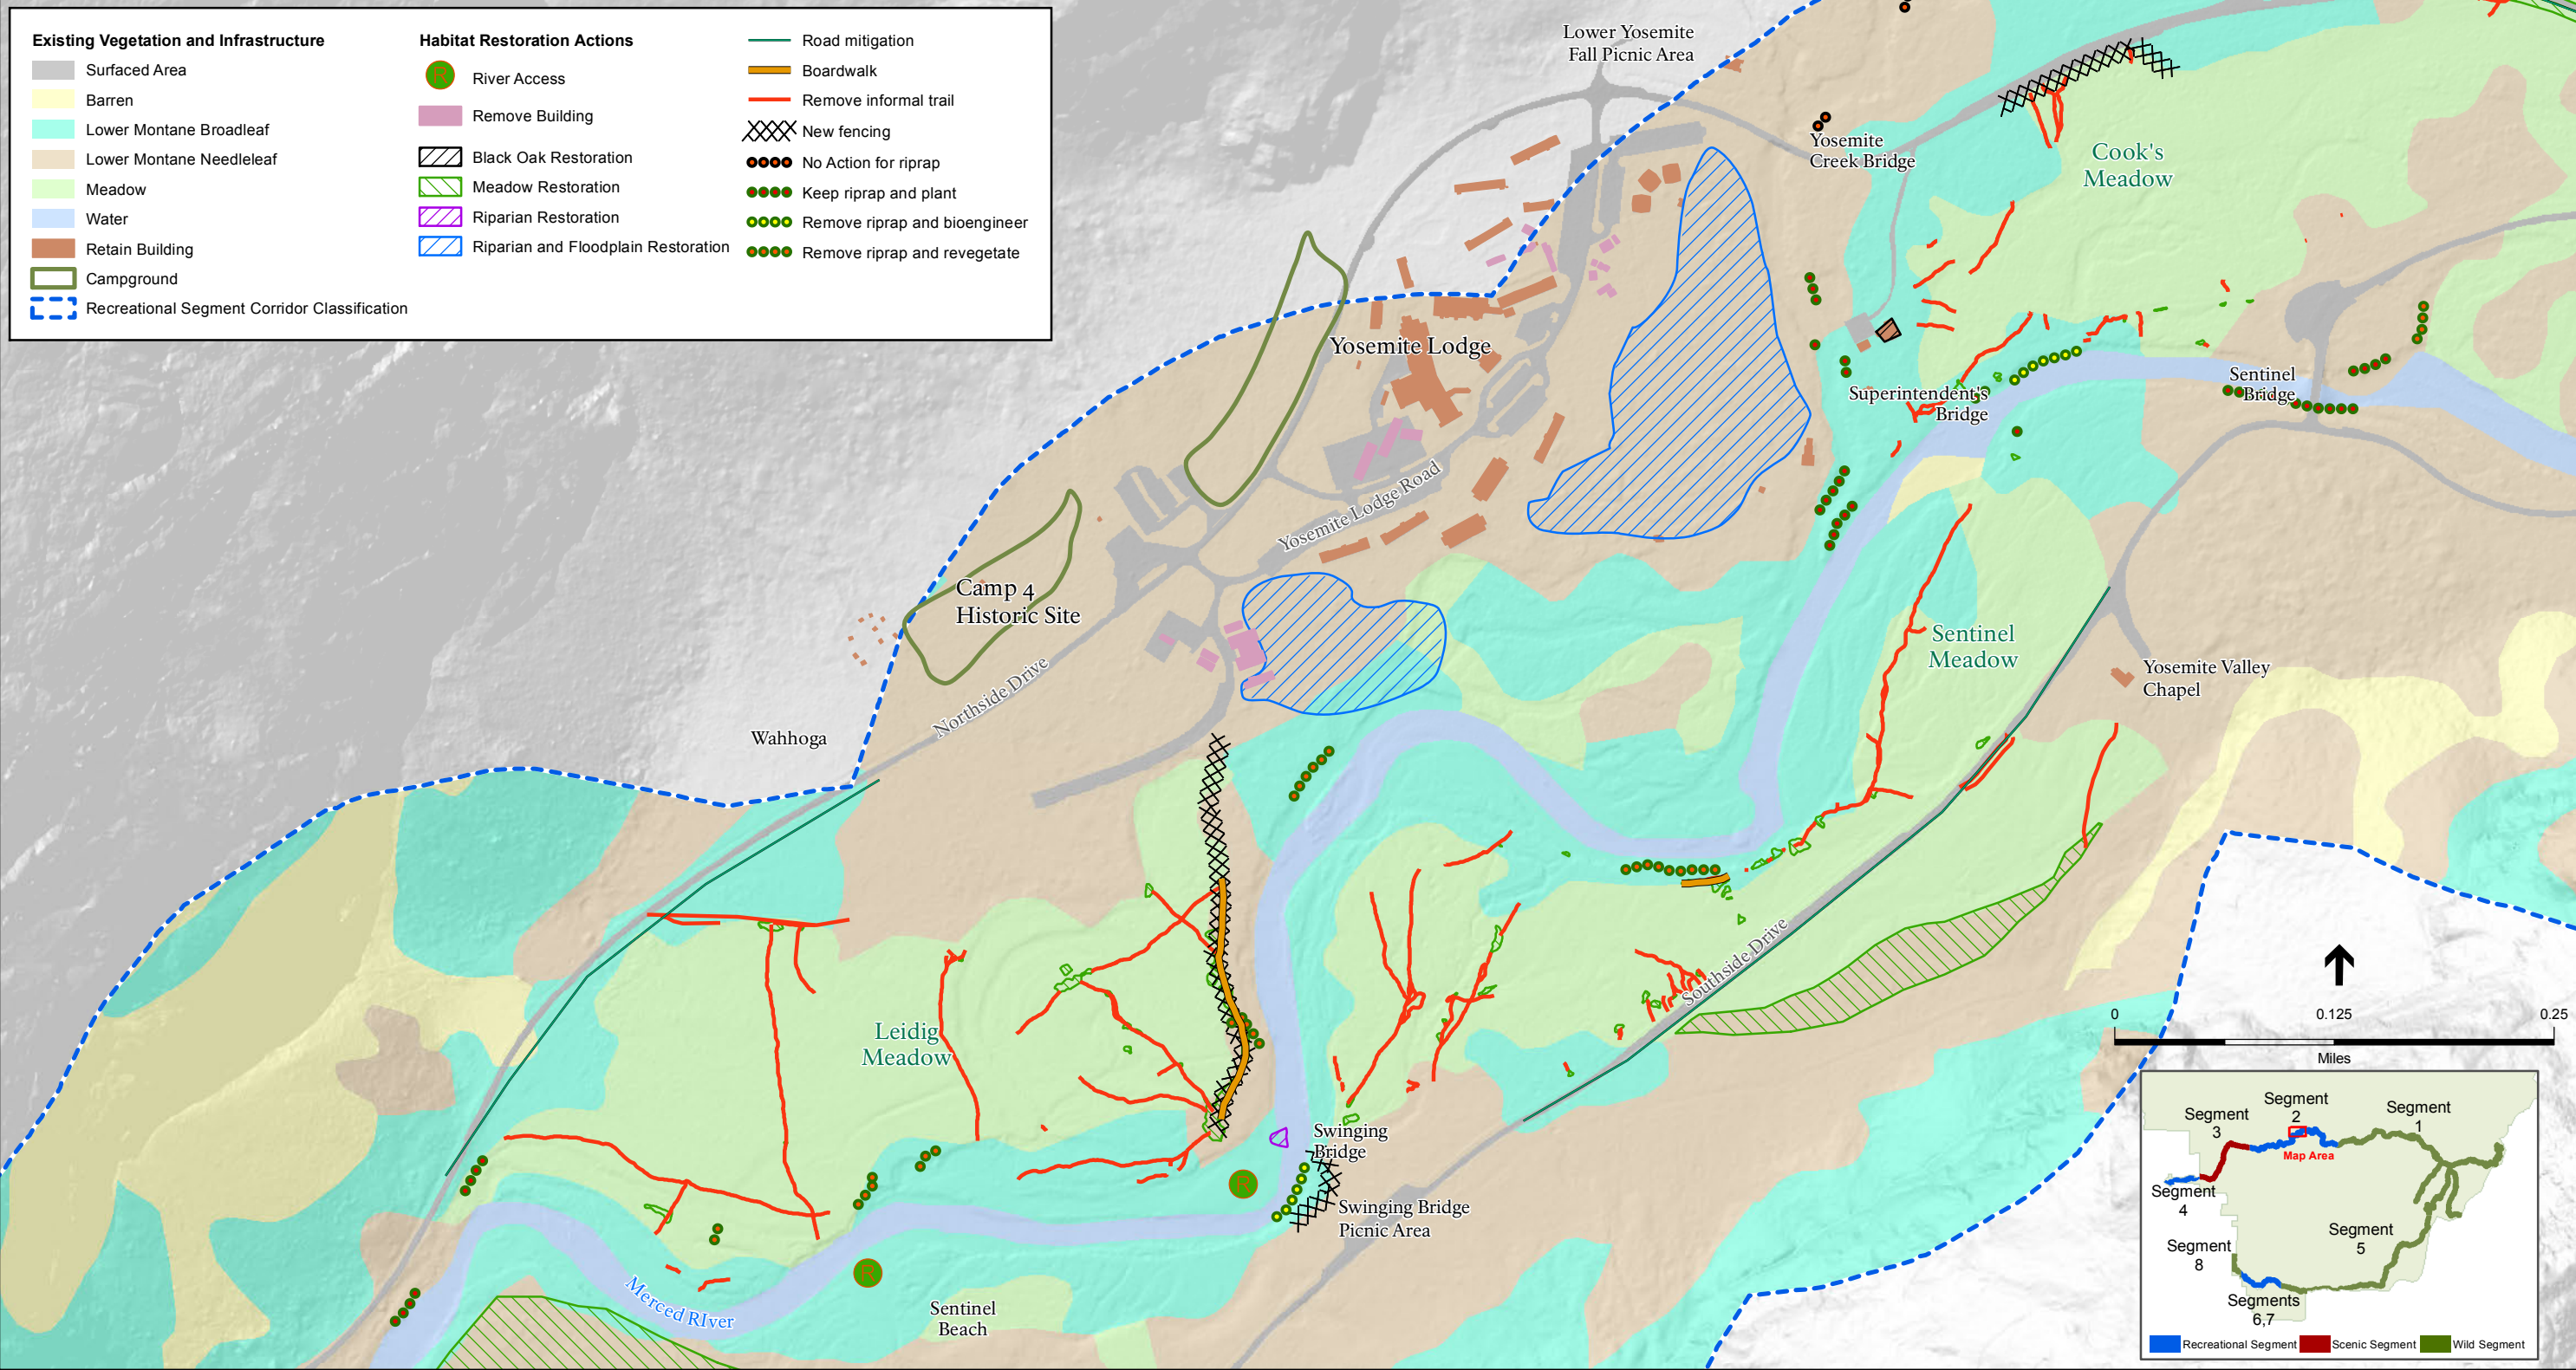 Existing Vegetation and Infrastructure
Surfaced Area
Barren
Lower Montane Broadleaf
Lower Montane Needleleaf
Meadow
Water
Retain Building
Campground
Recreational Segment Corridor Classification
Habitat Restoration Actions
R
River Access
Remove Building
Black Oak Restoration
Meadow Restoration
Riparian Restoration
Riparian and Floodplain Restoration
Road mitigation
Boardwalk
Remove informal trail
New fencing
No Action for riprap
Keep riprap and plant
Remove riprap and bioengineer
Remove riprap and revegetate
Lower Yosemite
Fall Picnic Area
Yosemite
Creek Bridge
Cook's
Meadow
Yosemite Lodge
Superintendent's
Bridge
Sentinel
Bridge
Yosemite Lodge Road
Camp 4
Historic Site
Northside Drive
Wahhoga
Sentinel
Meadow
Yosemite Valley
Chapel
Southside Drive
Leidig
Meadow
Swinging
Bridge
R
Swinging Bridge
Picnic Area
R
Merced RIver
Sentinel
Beach
0
0.125
0.25
Miles
Segment
2
Segment
3
Segment
1
Map Area
Segment
4
Segment
5
Segment
8
Segments
6,7
Recreational Segment
Scenic Segment
Wild Segment